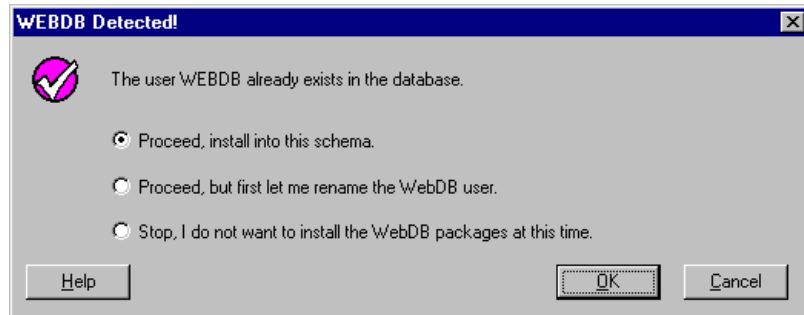 WEBDB Detected!
The user WEBDB already exists in the database.
Proceed, install into this schema.
Proceed, but first let me rename the WebDB user.
Stop, I do not want to install the WebDB packages at this time.
Help
OK
Cancel